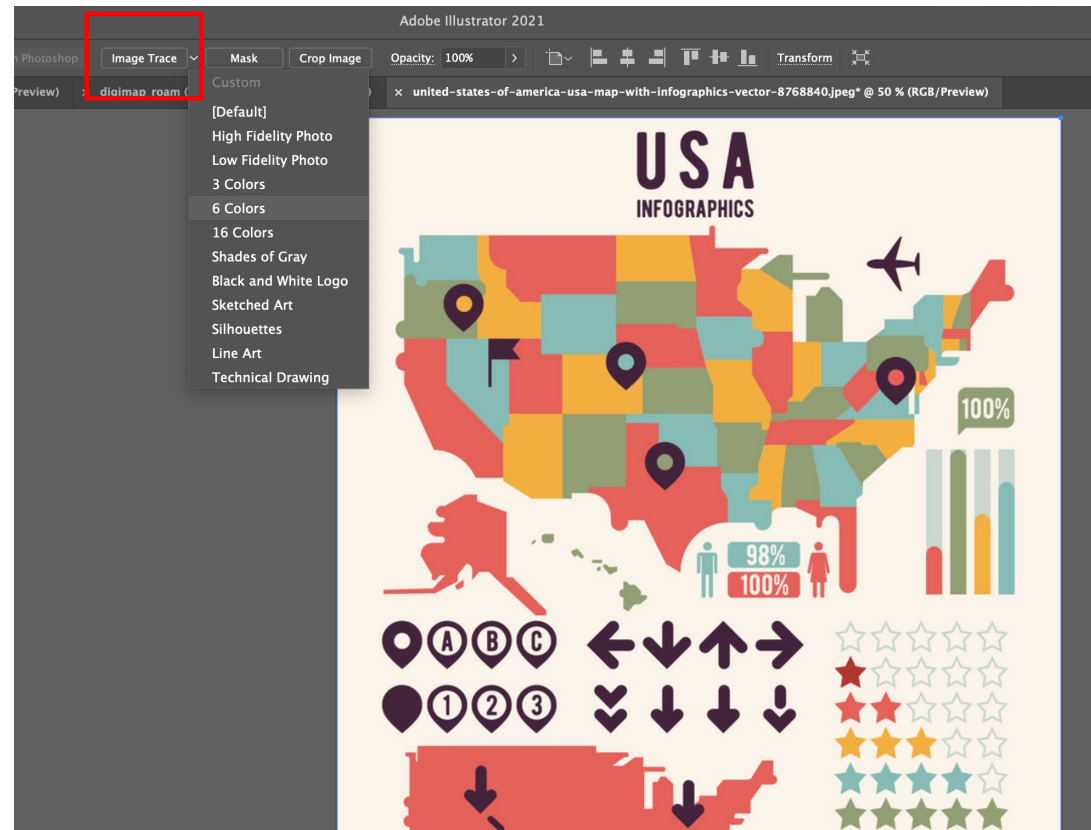 Adobe Illustrator 2021
n Photoshop Image Trace Mask Crop Image Opacity: 100% Transform
Preview) × digimap_roam ( ) × united-states-of-america-usa-map-with-infographics-vector-8768840.jpeg* @ 50 % (RGB/Preview)
Custom
[Default]
High Fidelity Photo
Low Fidelity Photo
3 Colors
6 Colors
16 Colors
Shades of Gray
Black and White Logo
Sketched Art
Silhouettes
Line Art
Technical Drawing
USA
INFOGRAPHICS
100%
98%
100%
A B C
1 2 3